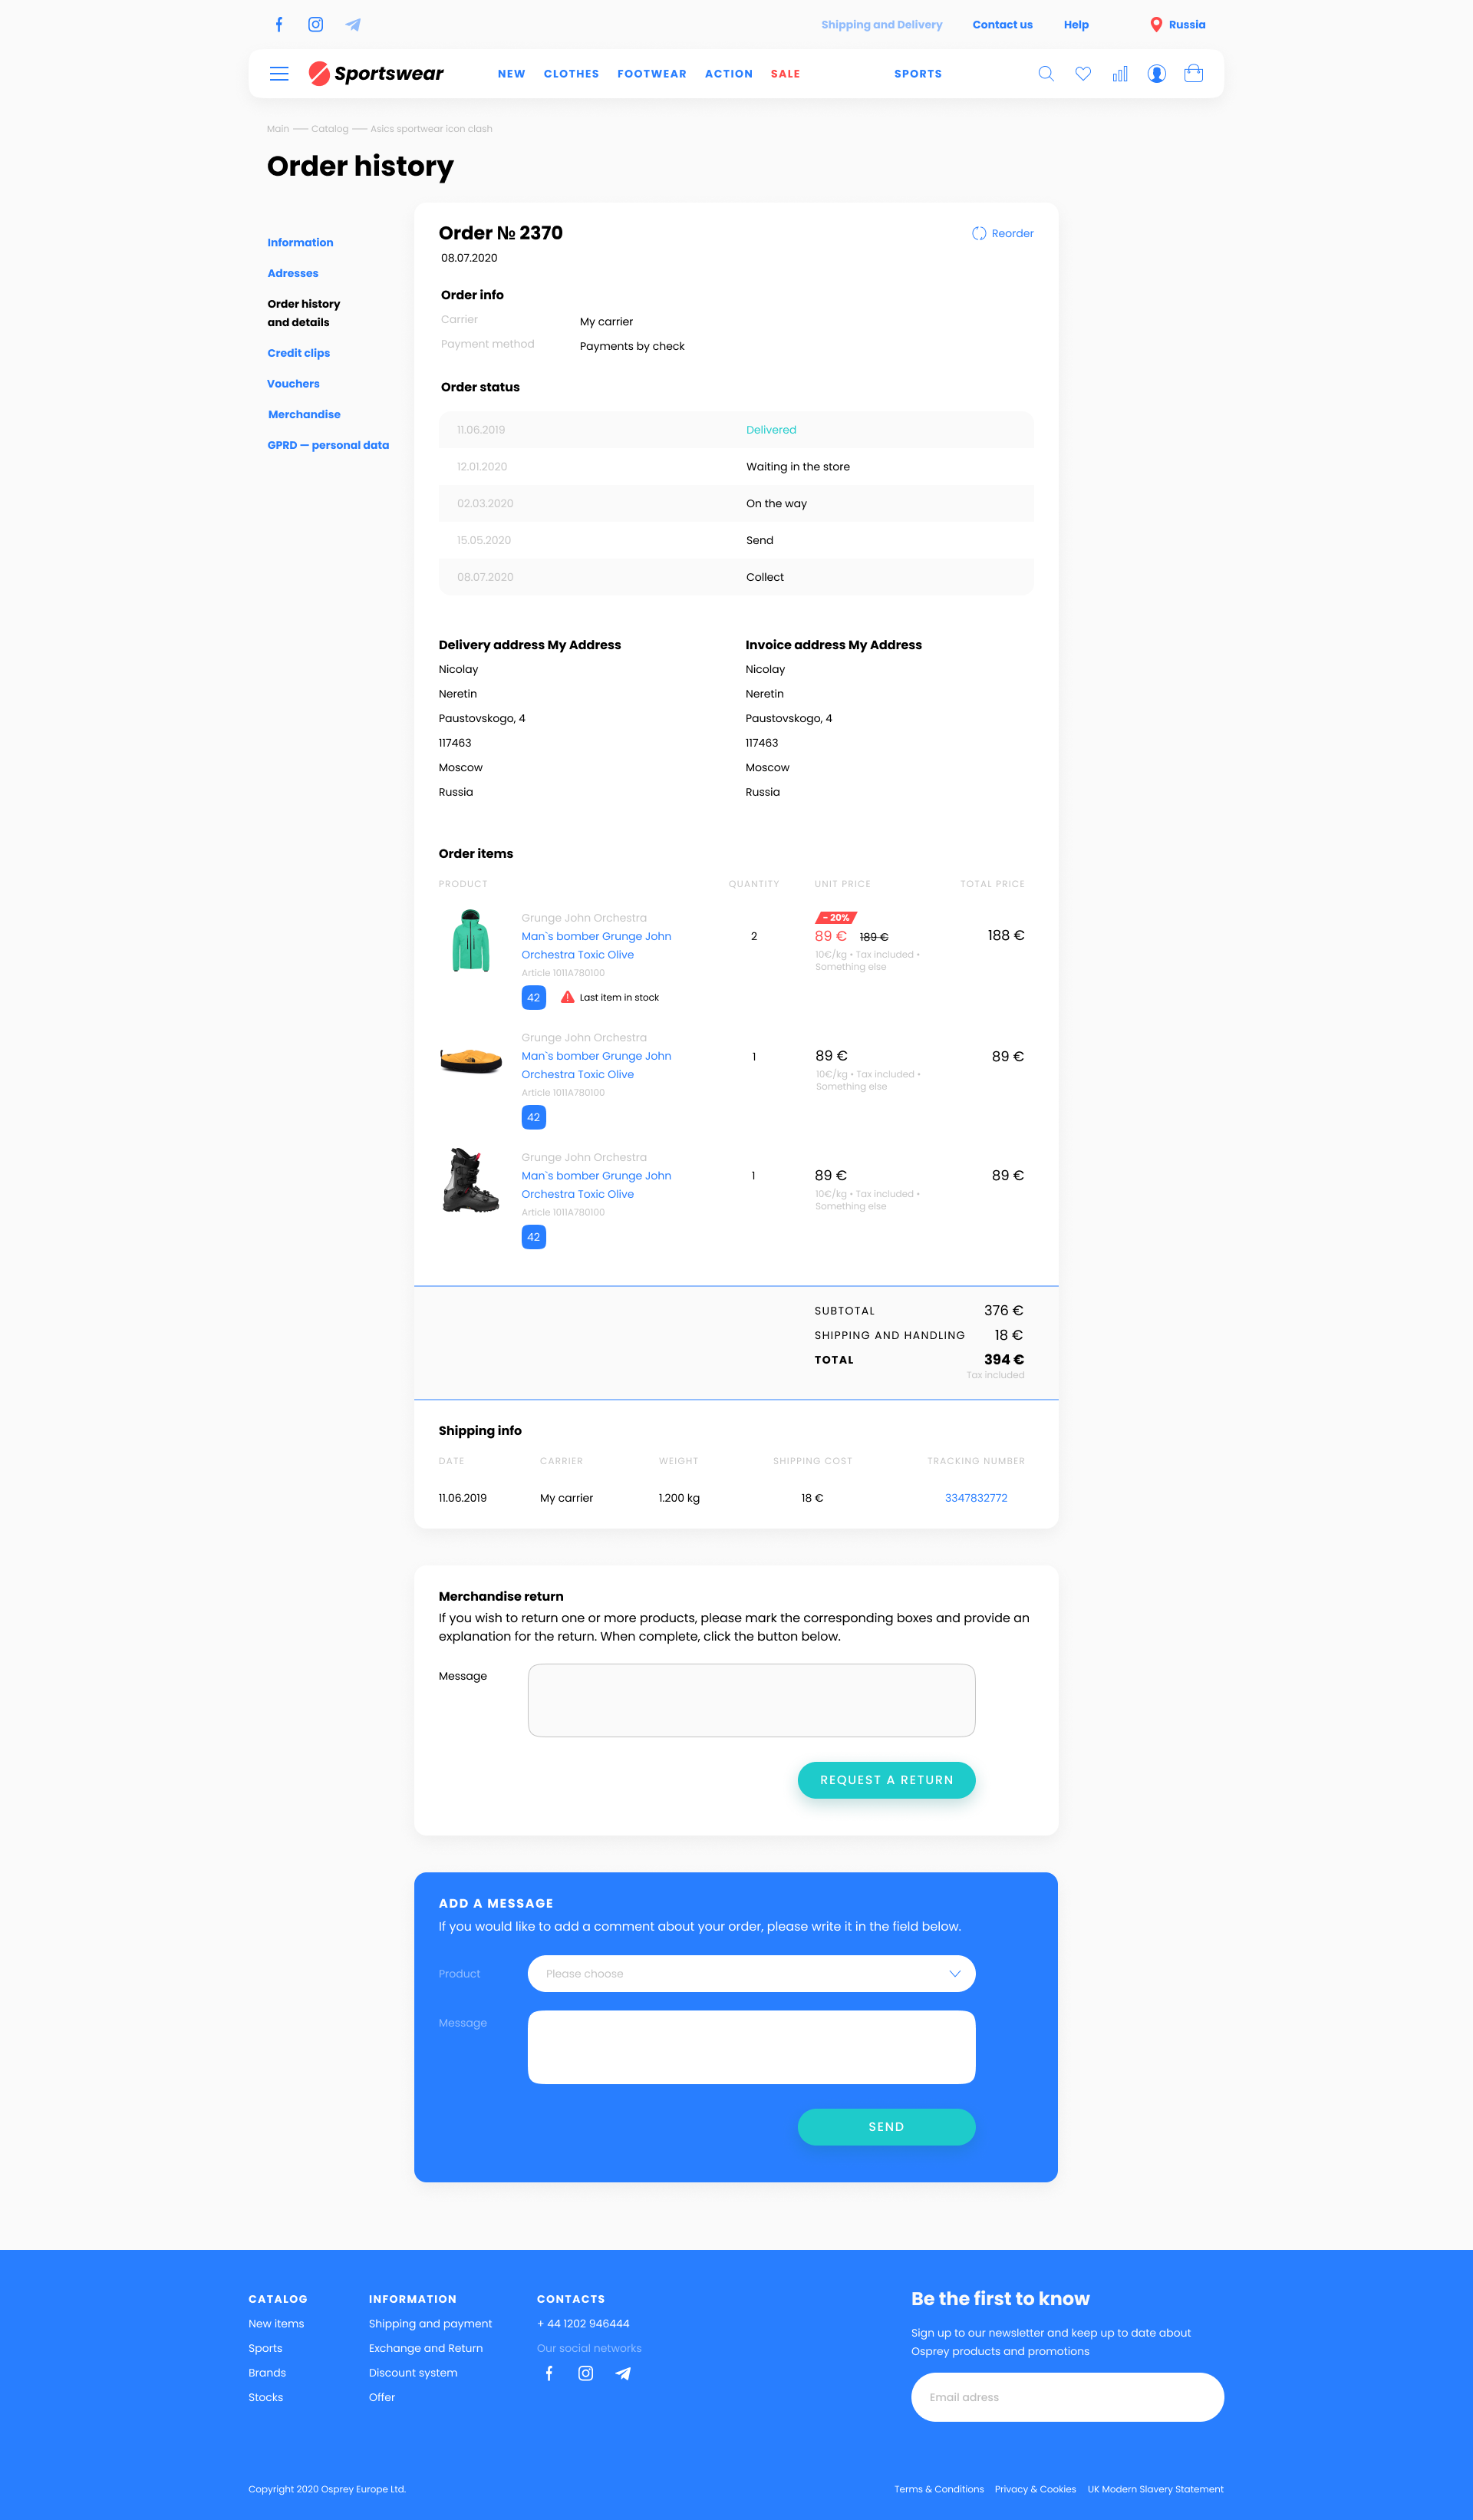 Shipping and Delivery Contact us Help Russia
Sportswear NEW CLOTHES FOOTWEAR ACTION SALE SPORTS
Main — Catalog — Asics sportwear icon clash
Order history
Information
Adresses
Order history
and details
Credit clips
Vouchers
Merchandise
GPRD — personal data
Order № 2370
Reorder
08.07.2020
Order info
Carrier My carrier
Payment method Payments by check
Order status
11.06.2019 Delivered
12.01.2020 Waiting in the store
02.03.2020 On the way
15.05.2020 Send
08.07.2020 Collect
Delivery address My Address
Nicolay
Neretin
Paustovskogo, 4
117463
Moscow
Russia
Invoice address My Address
Nicolay
Neretin
Paustovskogo, 4
117463
Moscow
Russia
Order items
PRODUCT QUANTITY UNIT PRICE TOTAL PRICE
Grunge John Orchestra
Man`s bomber Grunge John
Orchestra Toxic Olive
Article 1011A780100
42 Last item in stock
2
- 20%
89 € 189 €
10€/kg • Tax included •
Something else
188 €
Grunge John Orchestra
Man`s bomber Grunge John
Orchestra Toxic Olive
Article 1011A780100
42
1
89 €
10€/kg • Tax included •
Something else
89 €
Grunge John Orchestra
Man`s bomber Grunge John
Orchestra Toxic Olive
Article 1011A780100
42
1
89 €
10€/kg • Tax included •
Something else
89 €
SUBTOTAL 376 €
SHIPPING AND HANDLING 18 €
TOTAL 394 €
Tax included
Shipping info
DATE CARRIER WEIGHT SHIPPING COST TRACKING NUMBER
11.06.2019 My carrier 1.200 kg 18 € 3347832772
Merchandise return
If you wish to return one or more products, please mark the corresponding boxes and provide an
explanation for the return. When complete, click the button below.
Message
REQUEST A RETURN
ADD A MESSAGE
If you would like to add a comment about your order, please write it in the field below.
Product Please choose
Message
SEND
CATALOG
New items
Sports
Brands
Stocks
INFORMATION
Shipping and payment
Exchange and Return
Discount system
Offer
CONTACTS
+ 44 1202 946444
Our social networks
Be the first to know
Sign up to our newsletter and keep up to date about
Osprey products and promotions
Email adress
Copyright 2020 Osprey Europe Ltd.
Terms & Conditions Privacy & Cookies UK Modern Slavery Statement